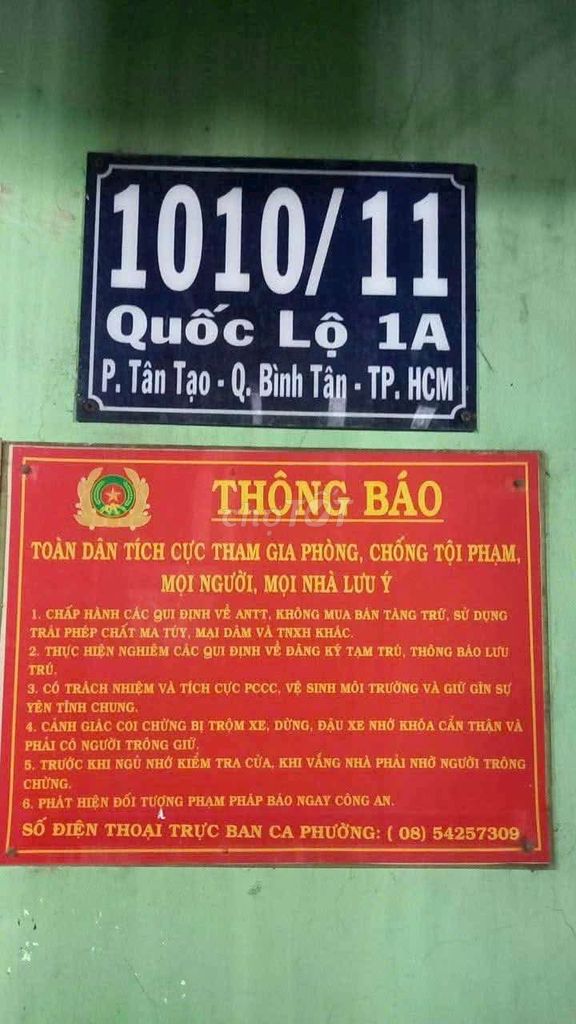 1010/11
Quốc Lộ 1A
P. Tân Tạo - Q. Bình Tân - TP. HCM
THÔNG BÁO
chợTỐT
TOÀN DÂN TÍCH CỰC THAM GIA PHÒNG, CHỐNG TỘI PHẠM,
MỌI NGƯỜI, MỌI NHÀ LƯU Ý
1. CHẤP HÀNH CÁC QUI ĐỊNH VỀ ANTT, KHÔNG MUA BÁN TÀNG TRỮ, SỬ DỤNG
TRÁI PHÉP CHẤT MA TÚY, MẠI DÂM VÀ TNXH KHÁC.
2. THỰC HIỆN NGHIÊM CÁC QUI ĐỊNH VỀ ĐĂNG KÝ TẠM TRÚ, THÔNG BÁO LƯU
TRÚ.
3. CÓ TRÁCH NHIỆM VÀ TÍCH CỰC PCCC, VỆ SINH MÔI TRƯỜNG VÀ GIỮ GÌN SỰ
YÊN TĨNH CHUNG.
4. CẢNH GIÁC COI CHỪNG BỊ TRỘM XE, DỪNG, ĐẬU XE NHỚ KHÓA CẨN THẬN VÀ
PHẢI CÓ NGƯỜI TRÔNG GIỮ.
5. TRƯỚC KHI NGỦ NHỚ KIỂM TRA CỬA, KHI VẮNG NHÀ PHẢI NHỜ NGƯỜI TRÔNG
CHỪNG.
6. PHÁT HIỆN ĐỐI TƯỢNG PHẠM PHÁP BÁO NGAY CÔNG AN.
SỐ ĐIỆN THOẠI TRỰC BAN CA PHƯỜNG: ( 08) 54257309